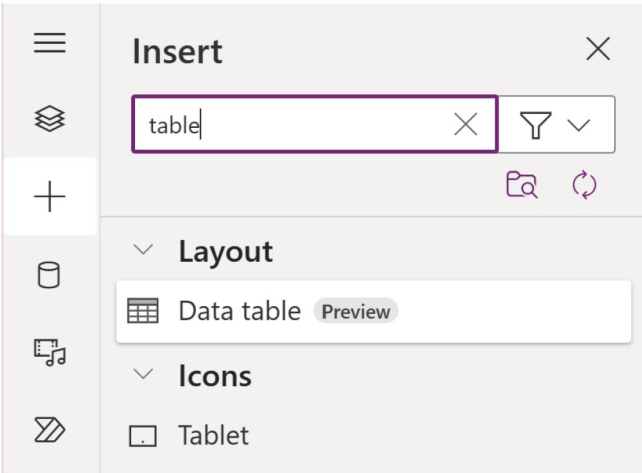 Insert
table
Layout
Data table Preview
Icons
Tablet